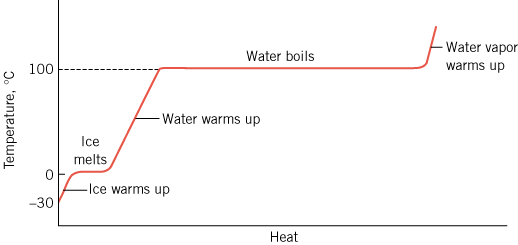 Temperature, °C
100
0
–30
Ice
melts
Ice warms up
Water warms up
Water boils
Water vapor
warms up
Heat